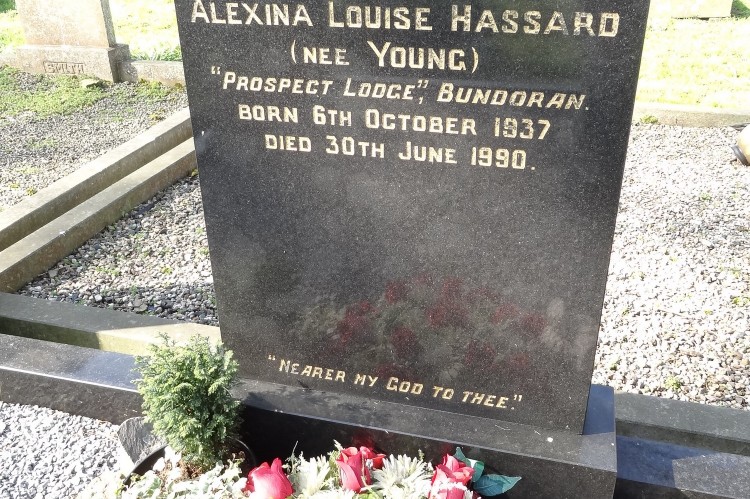 SMITH
ALEXINA LOUISE HASSARD
(NEE YOUNG)
"PROSPECT LODGE", BUNDORAN.
BORN 6TH OCTOBER 1937
DIED 30TH JUNE 1990.
"NEARER MY GOD TO THEE."